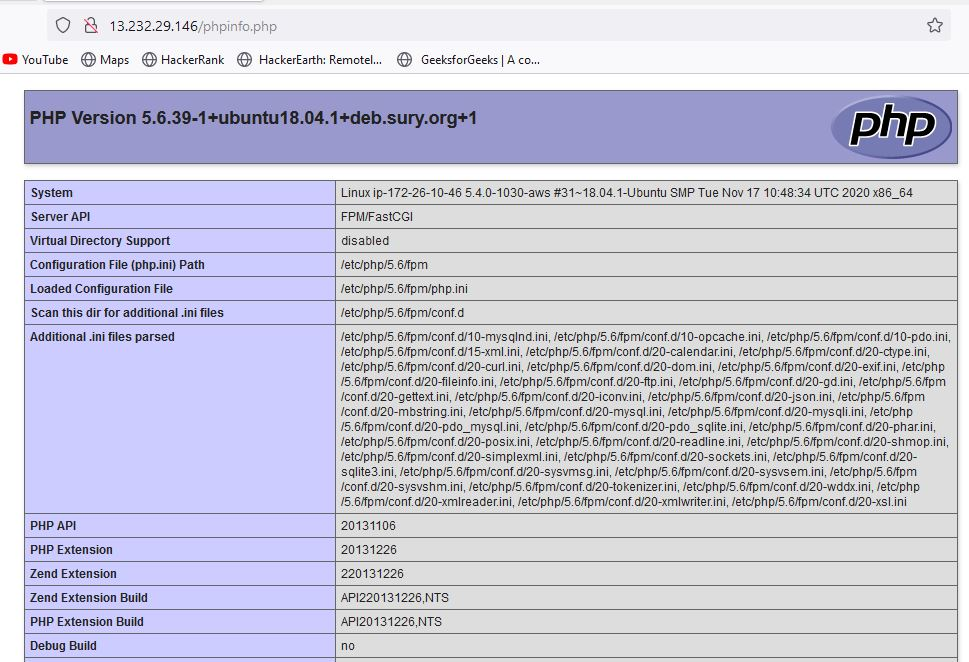 13.232.29.146/phpinfo.php
YouTube Maps HackerRank HackerEarth: Remotel... GeeksforGeeks | A co...
PHP Version 5.6.39-1+ubuntu18.04.1+deb.sury.org+1
php
System Linux ip-172-26-10-46 5.4.0-1030-aws #31~18.04.1-Ubuntu SMP Tue Nov 17 10:48:34 UTC 2020 x86_64
Server API FPM/FastCGI
Virtual Directory Support disabled
Configuration File (php.ini) Path /etc/php/5.6/fpm
Loaded Configuration File /etc/php/5.6/fpm/php.ini
Scan this dir for additional .ini files /etc/php/5.6/fpm/conf.d
Additional .ini files parsed /etc/php/5.6/fpm/conf.d/10-mysqlnd.ini, /etc/php/5.6/fpm/conf.d/10-opcache.ini, /etc/php/5.6/fpm/conf.d/10-pdo.ini,
/etc/php/5.6/fpm/conf.d/15-xml.ini, /etc/php/5.6/fpm/conf.d/20-calendar.ini, /etc/php/5.6/fpm/conf.d/20-ctype.ini,
/etc/php/5.6/fpm/conf.d/20-curl.ini, /etc/php/5.6/fpm/conf.d/20-dom.ini, /etc/php/5.6/fpm/conf.d/20-exif.ini, /etc/php
/5.6/fpm/conf.d/20-fileinfo.ini, /etc/php/5.6/fpm/conf.d/20-ftp.ini, /etc/php/5.6/fpm/conf.d/20-gd.ini, /etc/php/5.6/fpm
/conf.d/20-gettext.ini, /etc/php/5.6/fpm/conf.d/20-iconv.ini, /etc/php/5.6/fpm/conf.d/20-json.ini, /etc/php/5.6/fpm
/conf.d/20-mbstring.ini, /etc/php/5.6/fpm/conf.d/20-mysql.ini, /etc/php/5.6/fpm/conf.d/20-mysqli.ini, /etc/php
/5.6/fpm/conf.d/20-pdo_mysql.ini, /etc/php/5.6/fpm/conf.d/20-pdo_sqlite.ini, /etc/php/5.6/fpm/conf.d/20-phar.ini,
/etc/php/5.6/fpm/conf.d/20-posix.ini, /etc/php/5.6/fpm/conf.d/20-readline.ini, /etc/php/5.6/fpm/conf.d/20-shmop.ini,
/etc/php/5.6/fpm/conf.d/20-simplexml.ini, /etc/php/5.6/fpm/conf.d/20-sockets.ini, /etc/php/5.6/fpm/conf.d/20-
sqlite3.ini, /etc/php/5.6/fpm/conf.d/20-sysvmsg.ini, /etc/php/5.6/fpm/conf.d/20-sysvsem.ini, /etc/php/5.6/fpm
/conf.d/20-sysvshm.ini, /etc/php/5.6/fpm/conf.d/20-tokenizer.ini, /etc/php/5.6/fpm/conf.d/20-wddx.ini, /etc/php
/5.6/fpm/conf.d/20-xmlreader.ini, /etc/php/5.6/fpm/conf.d/20-xmlwriter.ini, /etc/php/5.6/fpm/conf.d/20-xsl.ini
PHP API 20131106
PHP Extension 20131226
Zend Extension 220131226
Zend Extension Build API220131226,NTS
PHP Extension Build API20131226,NTS
Debug Build no